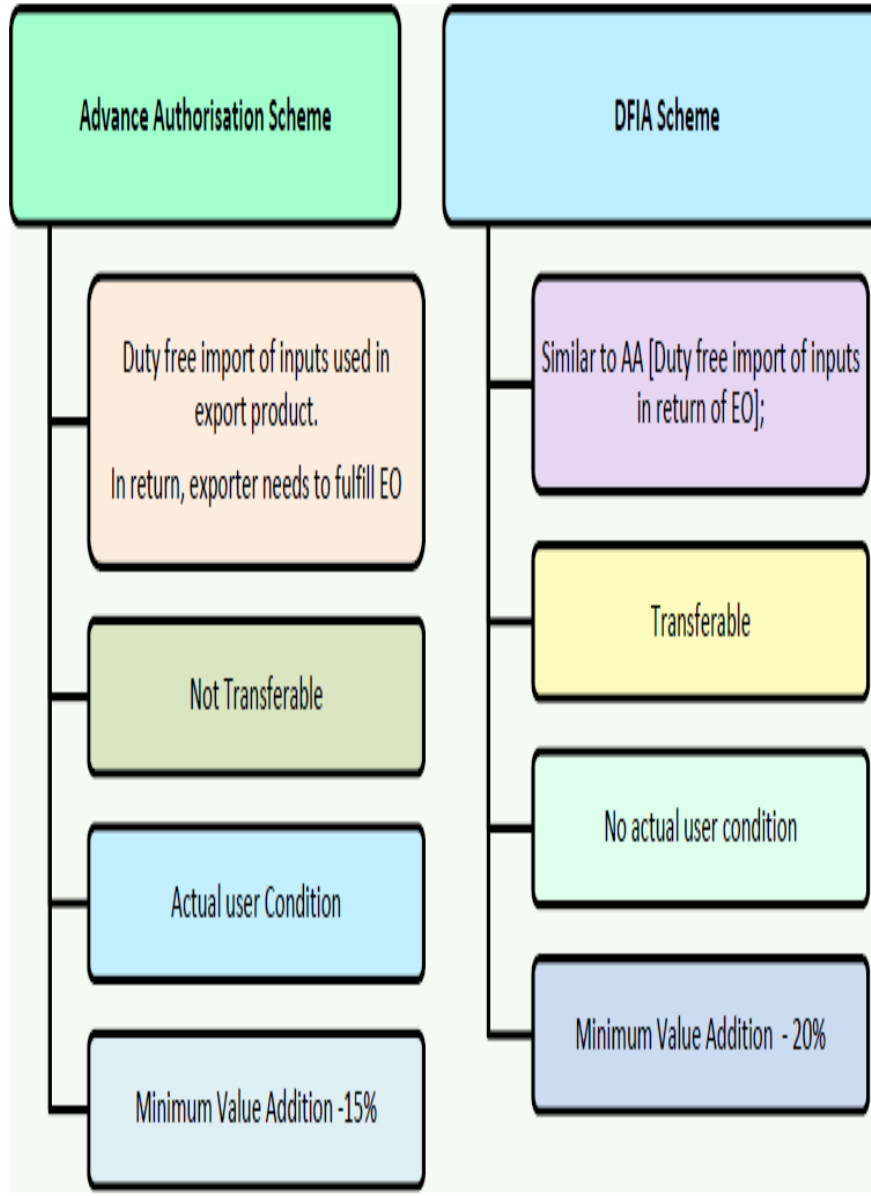 Advance Authorisation Scheme
Duty free import of inputs used in
export product.
In return, exporter needs to fulfill EO
Not Transferable
Actual user Condition
Minimum Value Addition -15%
DFIA Scheme
Similar to AA [Duty free import of inputs
in return of EO];
Transferable
No actual user condition
Minimum Value Addition - 20%